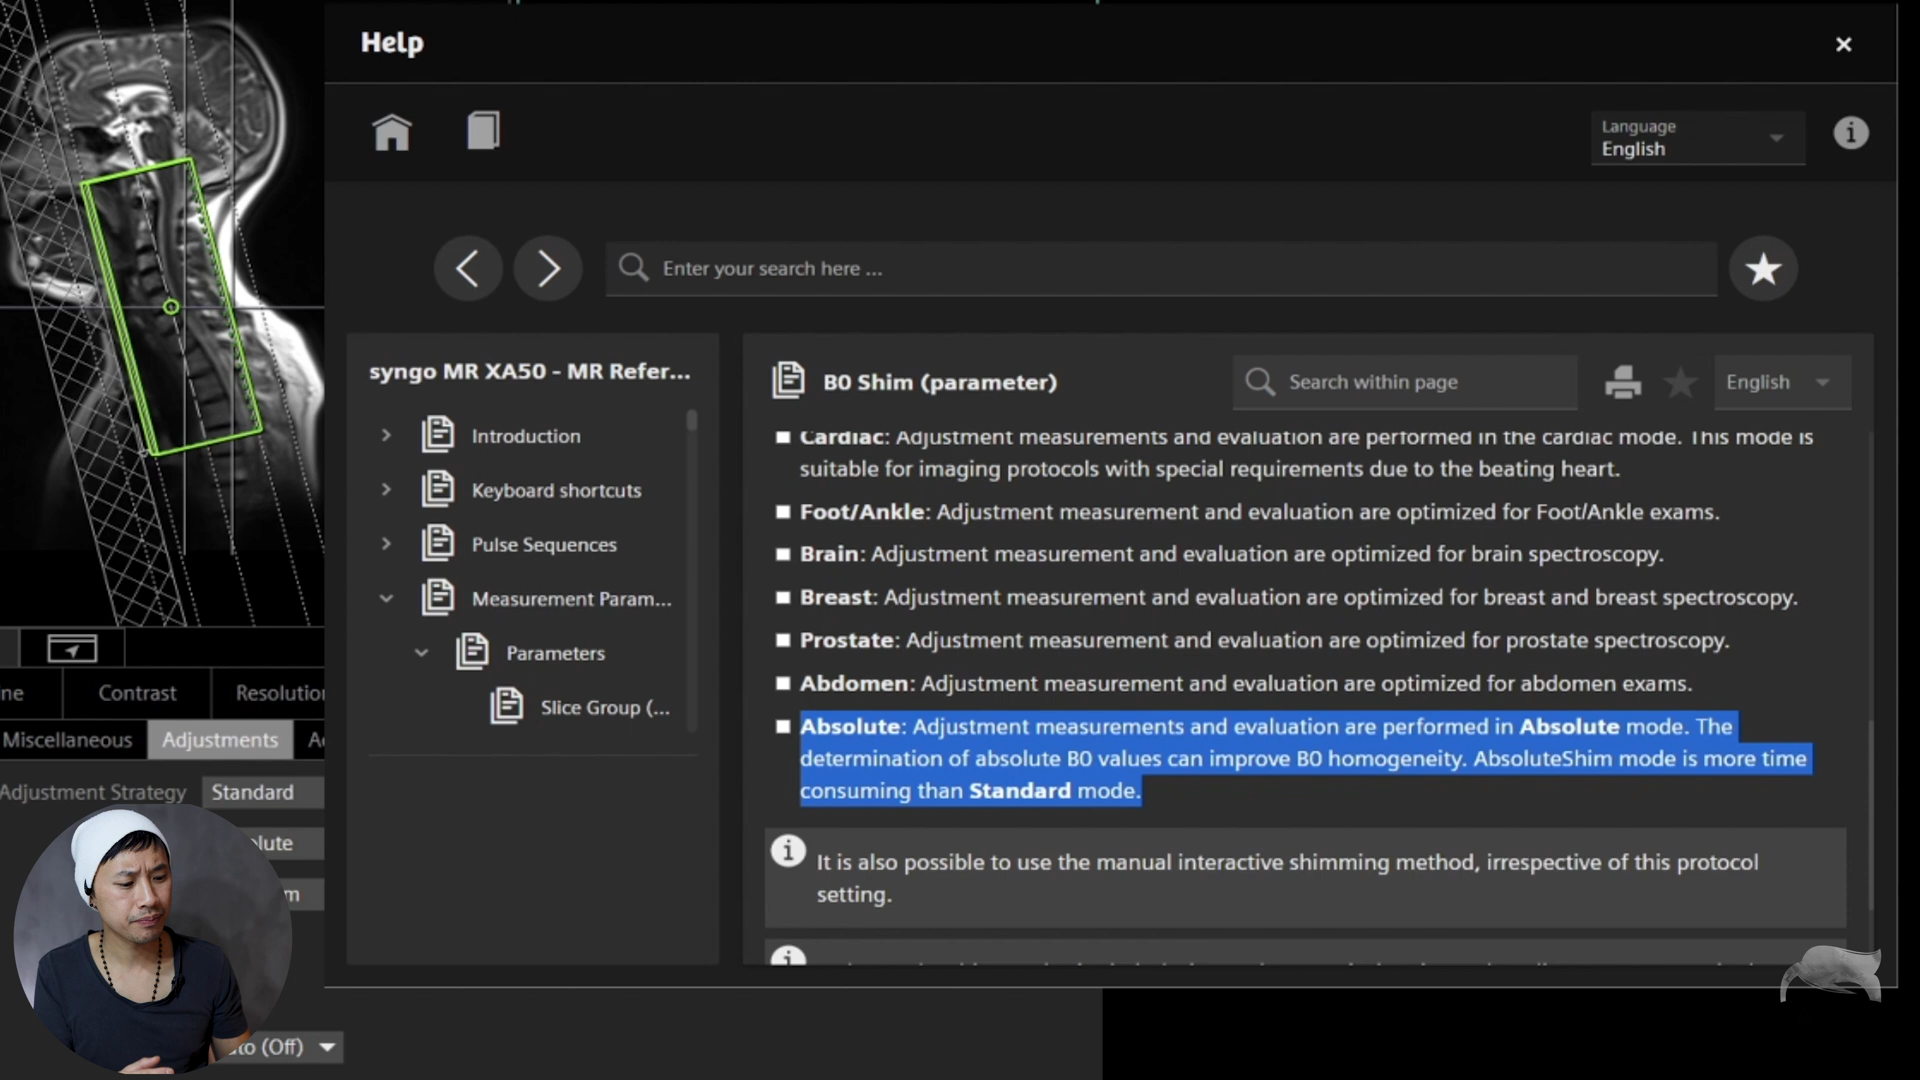 Help
Language
English
Enter your search here ...
syngo MR XA50 - MR Refer...
Introduction
Keyboard shortcuts
Pulse Sequences
Measurement Param...
Parameters
Slice Group (...
B0 Shim (parameter)
Search within page
English
Cardiac: Adjustment measurements and evaluation are performed in the cardiac mode. This mode is
suitable for imaging protocols with special requirements due to the beating heart.
Foot/Ankle: Adjustment measurement and evaluation are optimized for Foot/Ankle exams.
Brain: Adjustment measurement and evaluation are optimized for brain spectroscopy.
Breast: Adjustment measurement and evaluation are optimized for breast and breast spectroscopy.
Prostate: Adjustment measurement and evaluation are optimized for prostate spectroscopy.
Abdomen: Adjustment measurement and evaluation are optimized for abdomen exams.
Absolute: Adjustment measurements and evaluation are performed in Absolute mode. The
determination of absolute B0 values can improve B0 homogeneity. AbsoluteShim mode is more time
consuming than Standard mode.
It is also possible to use the manual interactive shimming method, irrespective of this protocol
setting.
Contrast
Miscellaneous
Adjustments
Adjustment Strategy
Standard
(Off)